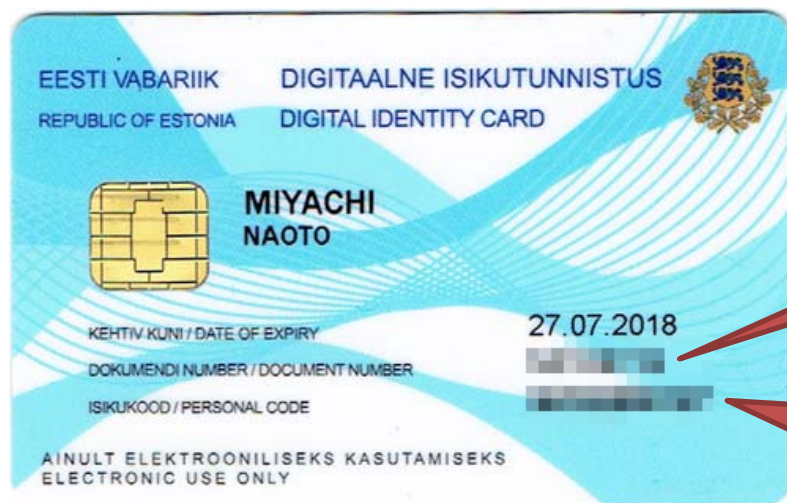 EESTI VABARIIK DIGITAALNE ISIKUTUNNISTUS
REPUBLIC OF ESTONIA DIGITAL IDENTITY CARD
MIYACHI
NAOTO
KEHTIV KUNI / DATE OF EXPIRY 27.07.2018
DOKUMENDI NUMBER / DOCUMENT NUMBER
ISIKUKOOD / PERSONAL CODE
AINULT ELEKTROONILISEKS KASUTAMISEKS
ELECTRONIC USE ONLY